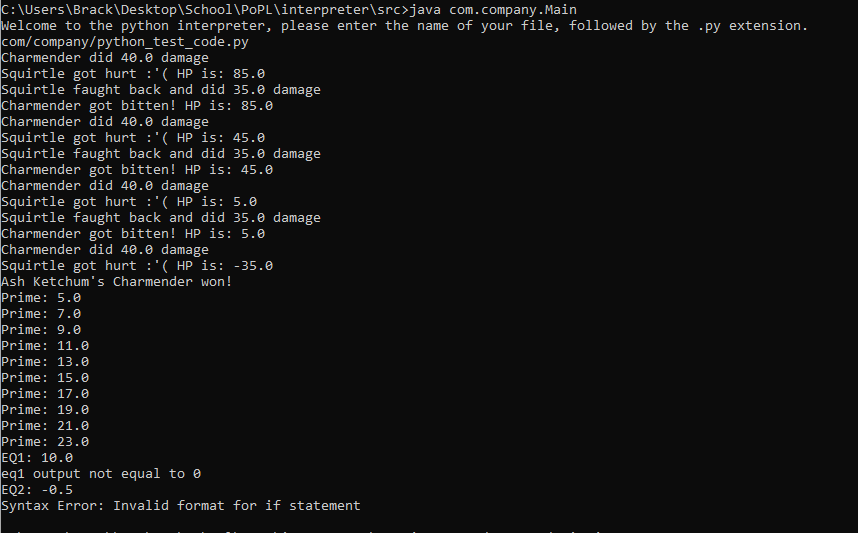 C:\Users\Brack\Desktop\School\PoPL\interpreter\src>java com.company.Main
Welcome to the python interpreter, please enter the name of your file, followed by the .py extension.
com/company/python_test_code.py
Charmender did 40.0 damage
Squirtle got hurt :'( HP is: 85.0
Squirtle faught back and did 35.0 damage
Charmender got bitten! HP is: 85.0
Charmender did 40.0 damage
Squirtle got hurt :'( HP is: 45.0
Squirtle faught back and did 35.0 damage
Charmender got bitten! HP is: 45.0
Charmender did 40.0 damage
Squirtle got hurt :'( HP is: 5.0
Squirtle faught back and did 35.0 damage
Charmender got bitten! HP is: 5.0
Charmender did 40.0 damage
Squirtle got hurt :'( HP is: -35.0
Ash Ketchum's Charmender won!
Prime: 5.0
Prime: 7.0
Prime: 9.0
Prime: 11.0
Prime: 13.0
Prime: 15.0
Prime: 17.0
Prime: 19.0
Prime: 21.0
Prime: 23.0
EQ1: 10.0
eq1 output not equal to 0
EQ2: -0.5
Syntax Error: Invalid format for if statement